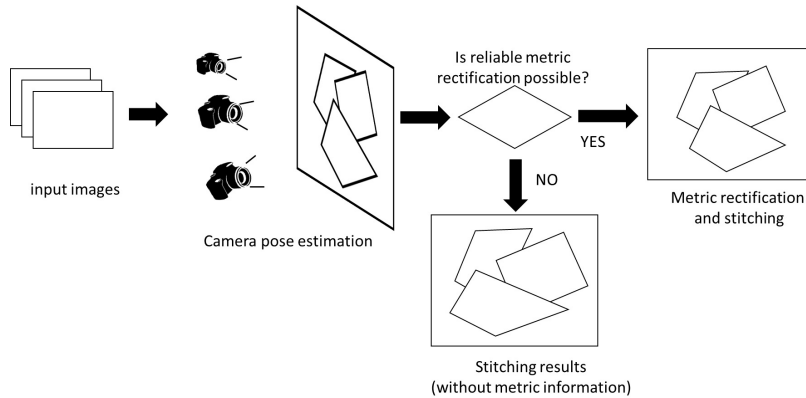 input images
Camera pose estimation
Is reliable metric
rectification possible?
YES
NO
Metric rectification
and stitching
Stitching results
(without metric information)